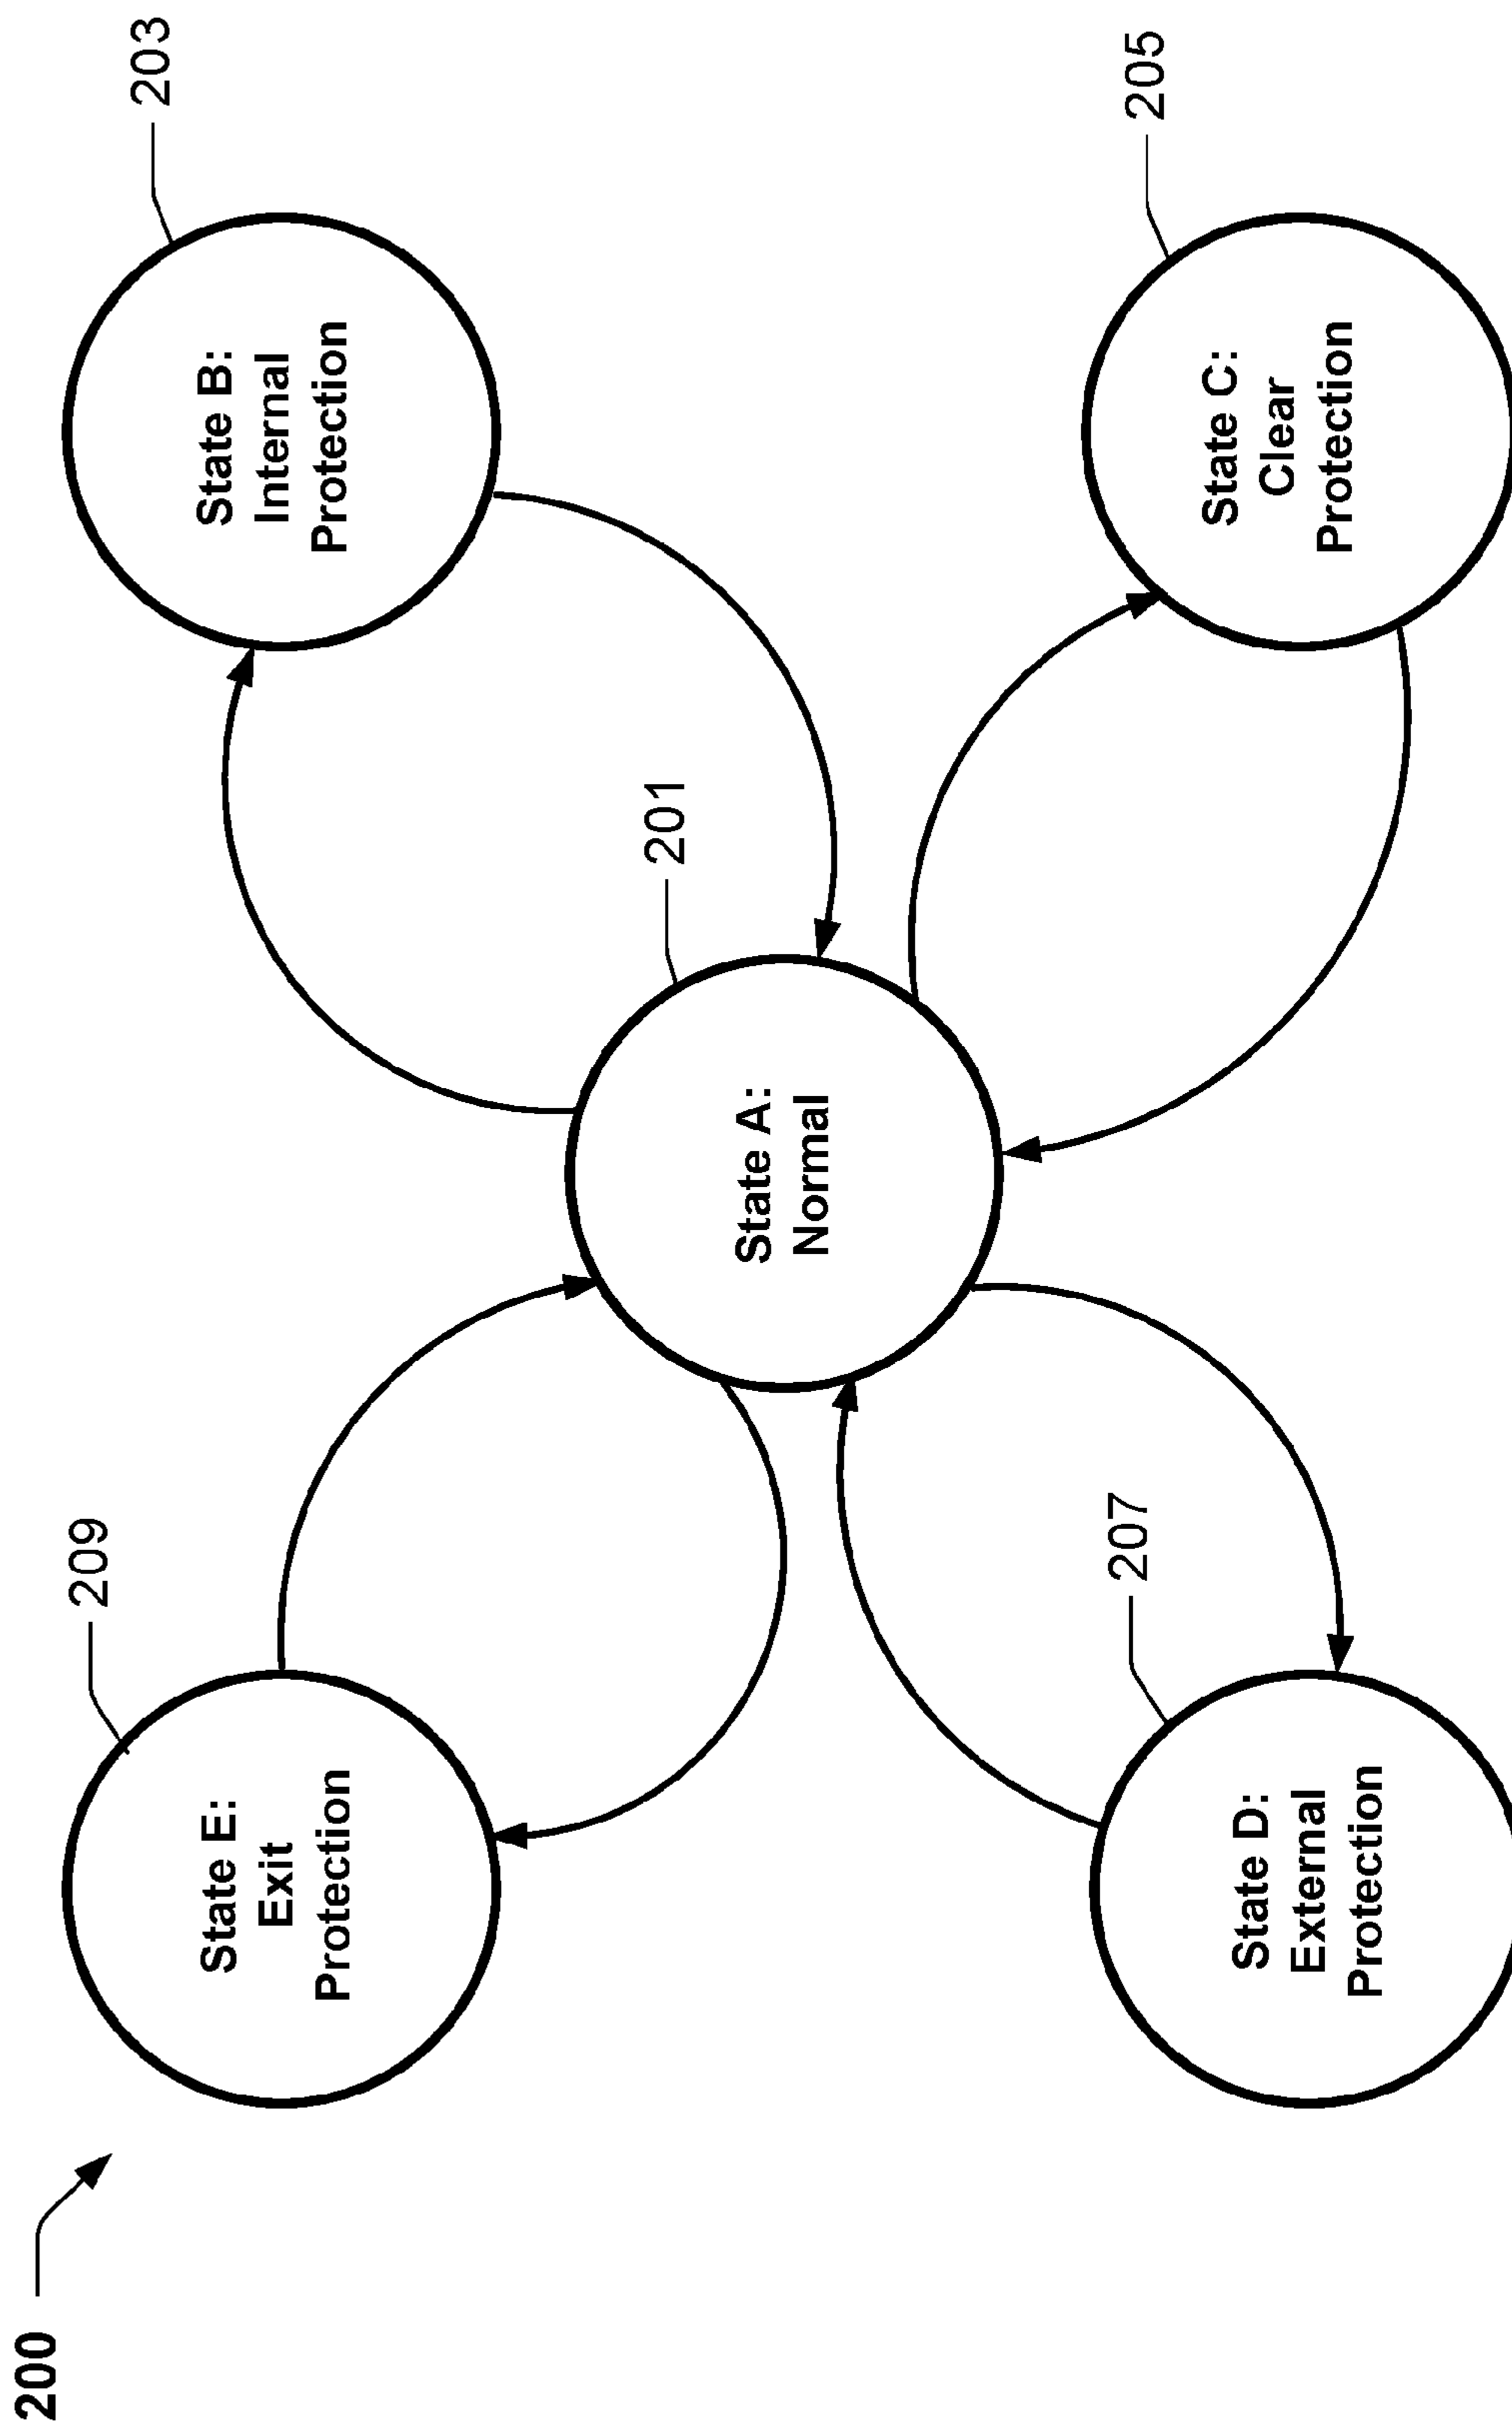 200
209
State E:
Exit
Protection
203
State B:
Internal
Protection
201
State A:
Normal
207
State D:
External
Protection
205
State C:
Clear
Protection